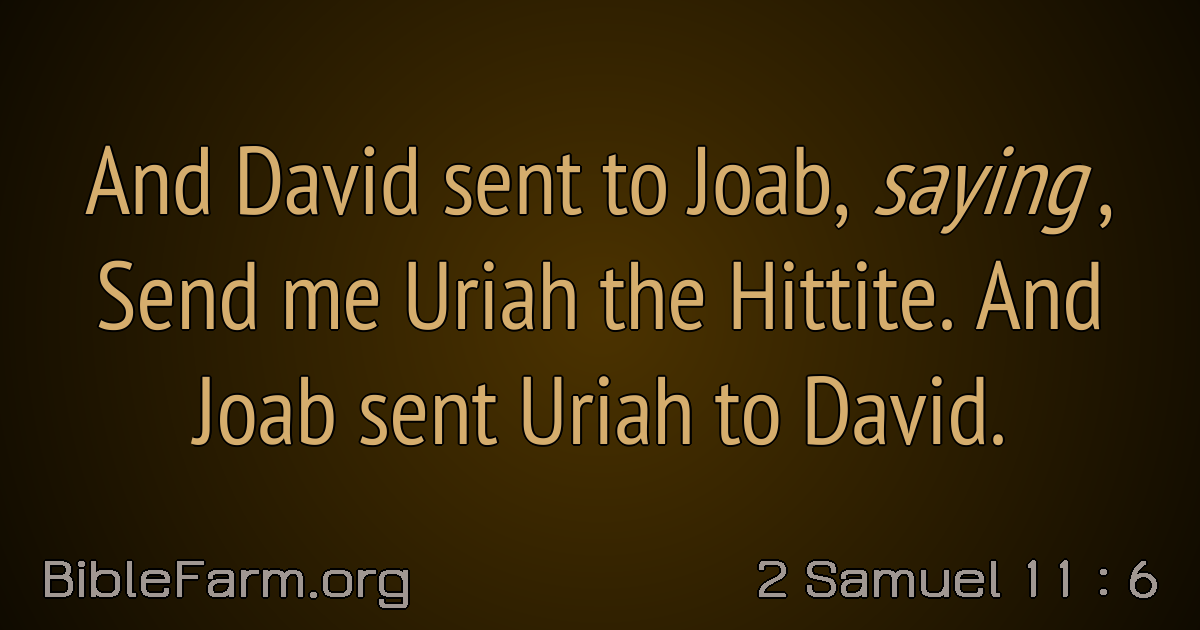 And David sent to Joab, saying,
Send me Uriah the Hittite. And
Joab sent Uriah to David.
BibleFarm.org
2 Samuel 11 : 6